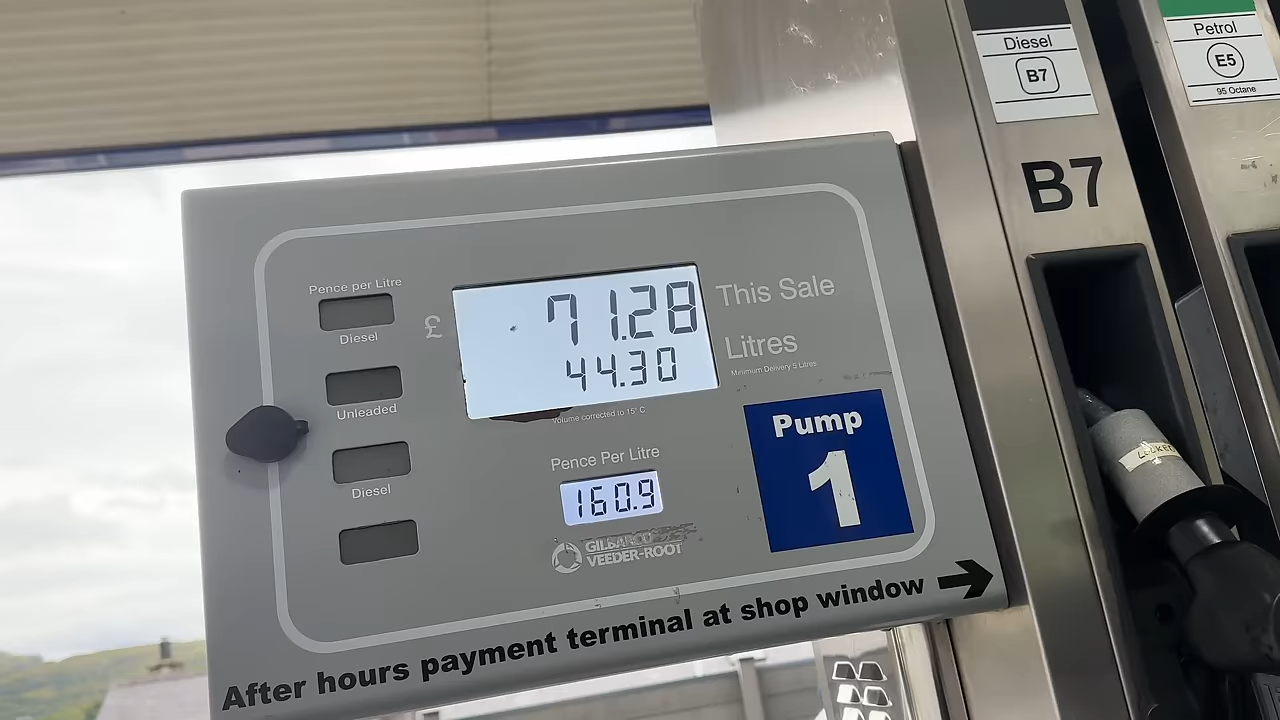 Diesel
B7
Petrol
E5
95 Octane
B7
Pence per Litre
Diesel
Unleaded
Diesel
£
71.28
This Sale
44.30
Litres
Minimum Delivery 5 Litres
Volume corrected to 15° C
Pence Per Litre
160.9
GILBARCO
VEEDER-ROOT
Pump
1
After hours payment terminal at shop window